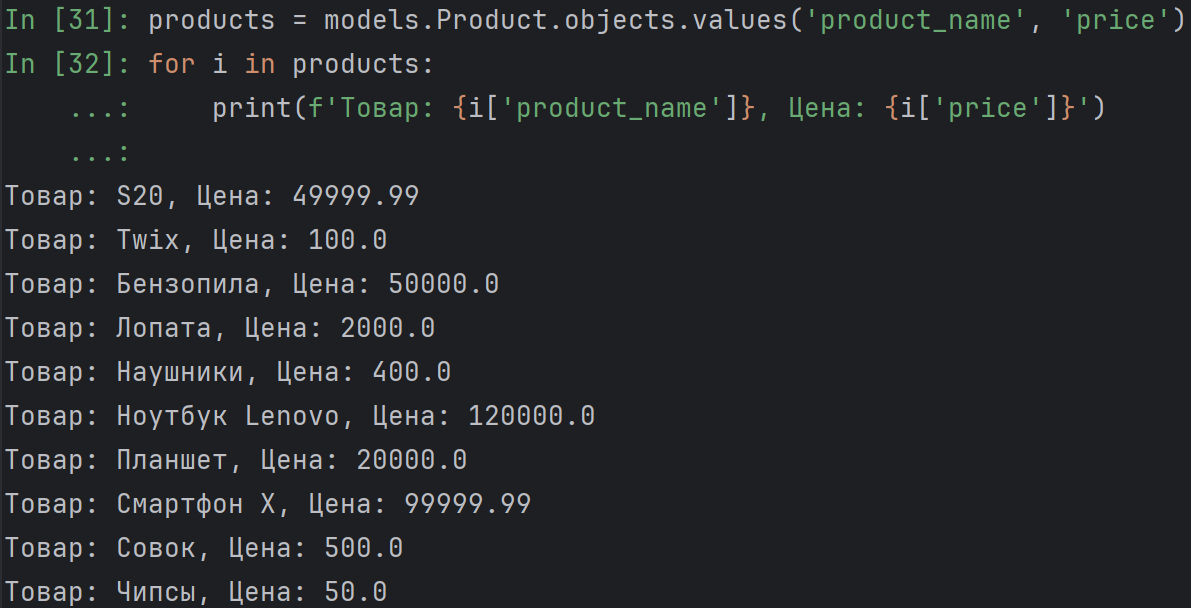 In [31]: products = models.Product.objects.values('product_name', 'price')
In [32]: for i in products:
    ...:     print(f'Товар: {i['product_name']}, Цена: {i['price']}')
    ...:
Товар: S20, Цена: 49999.99
Товар: Twix, Цена: 100.0
Товар: Бензопила, Цена: 50000.0
Товар: Лопата, Цена: 2000.0
Товар: Наушники, Цена: 400.0
Товар: Ноутбук Lenovo, Цена: 120000.0
Товар: Планшет, Цена: 20000.0
Товар: Смартфон X, Цена: 99999.99
Товар: Совок, Цена: 500.0
Товар: Чипсы, Цена: 50.0